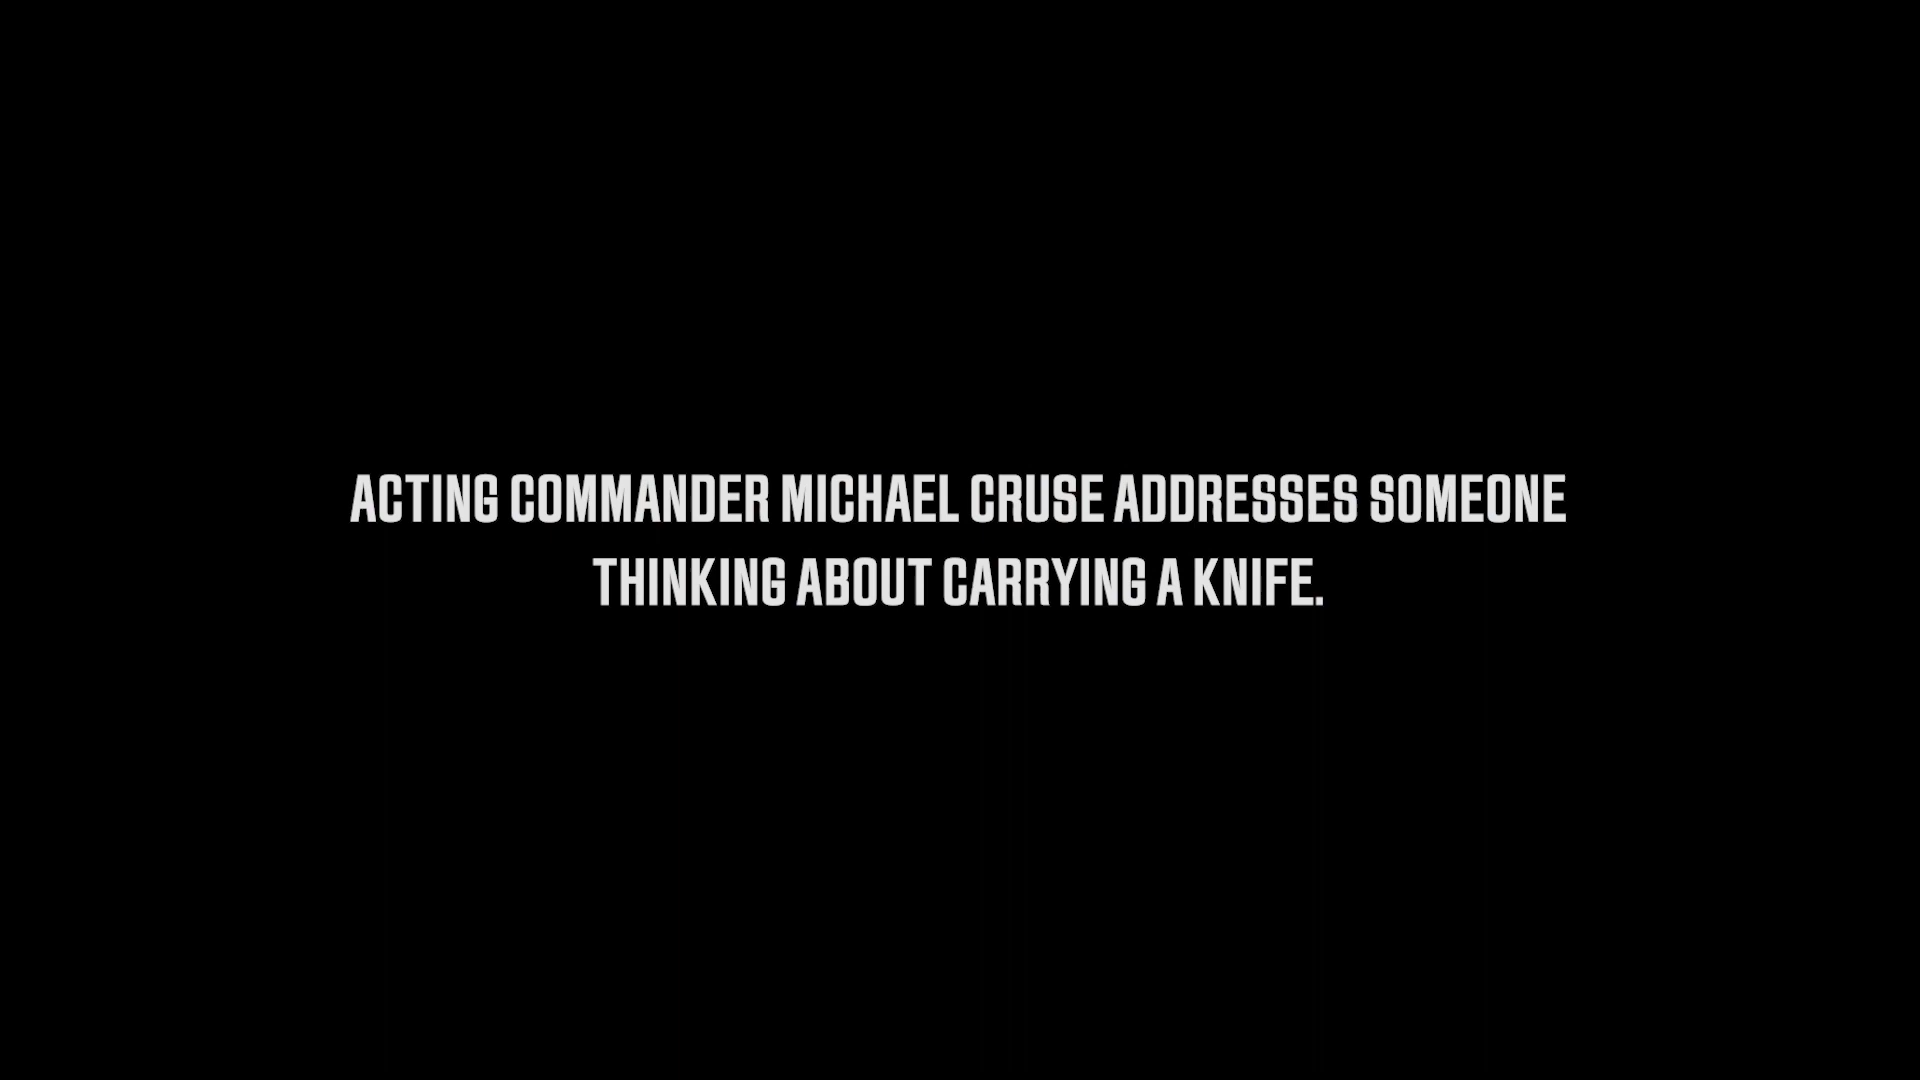 ACTING COMMANDER MICHAEL CRUSE ADDRESSES SOMEONE
THINKING ABOUT CARRYING A KNIFE.